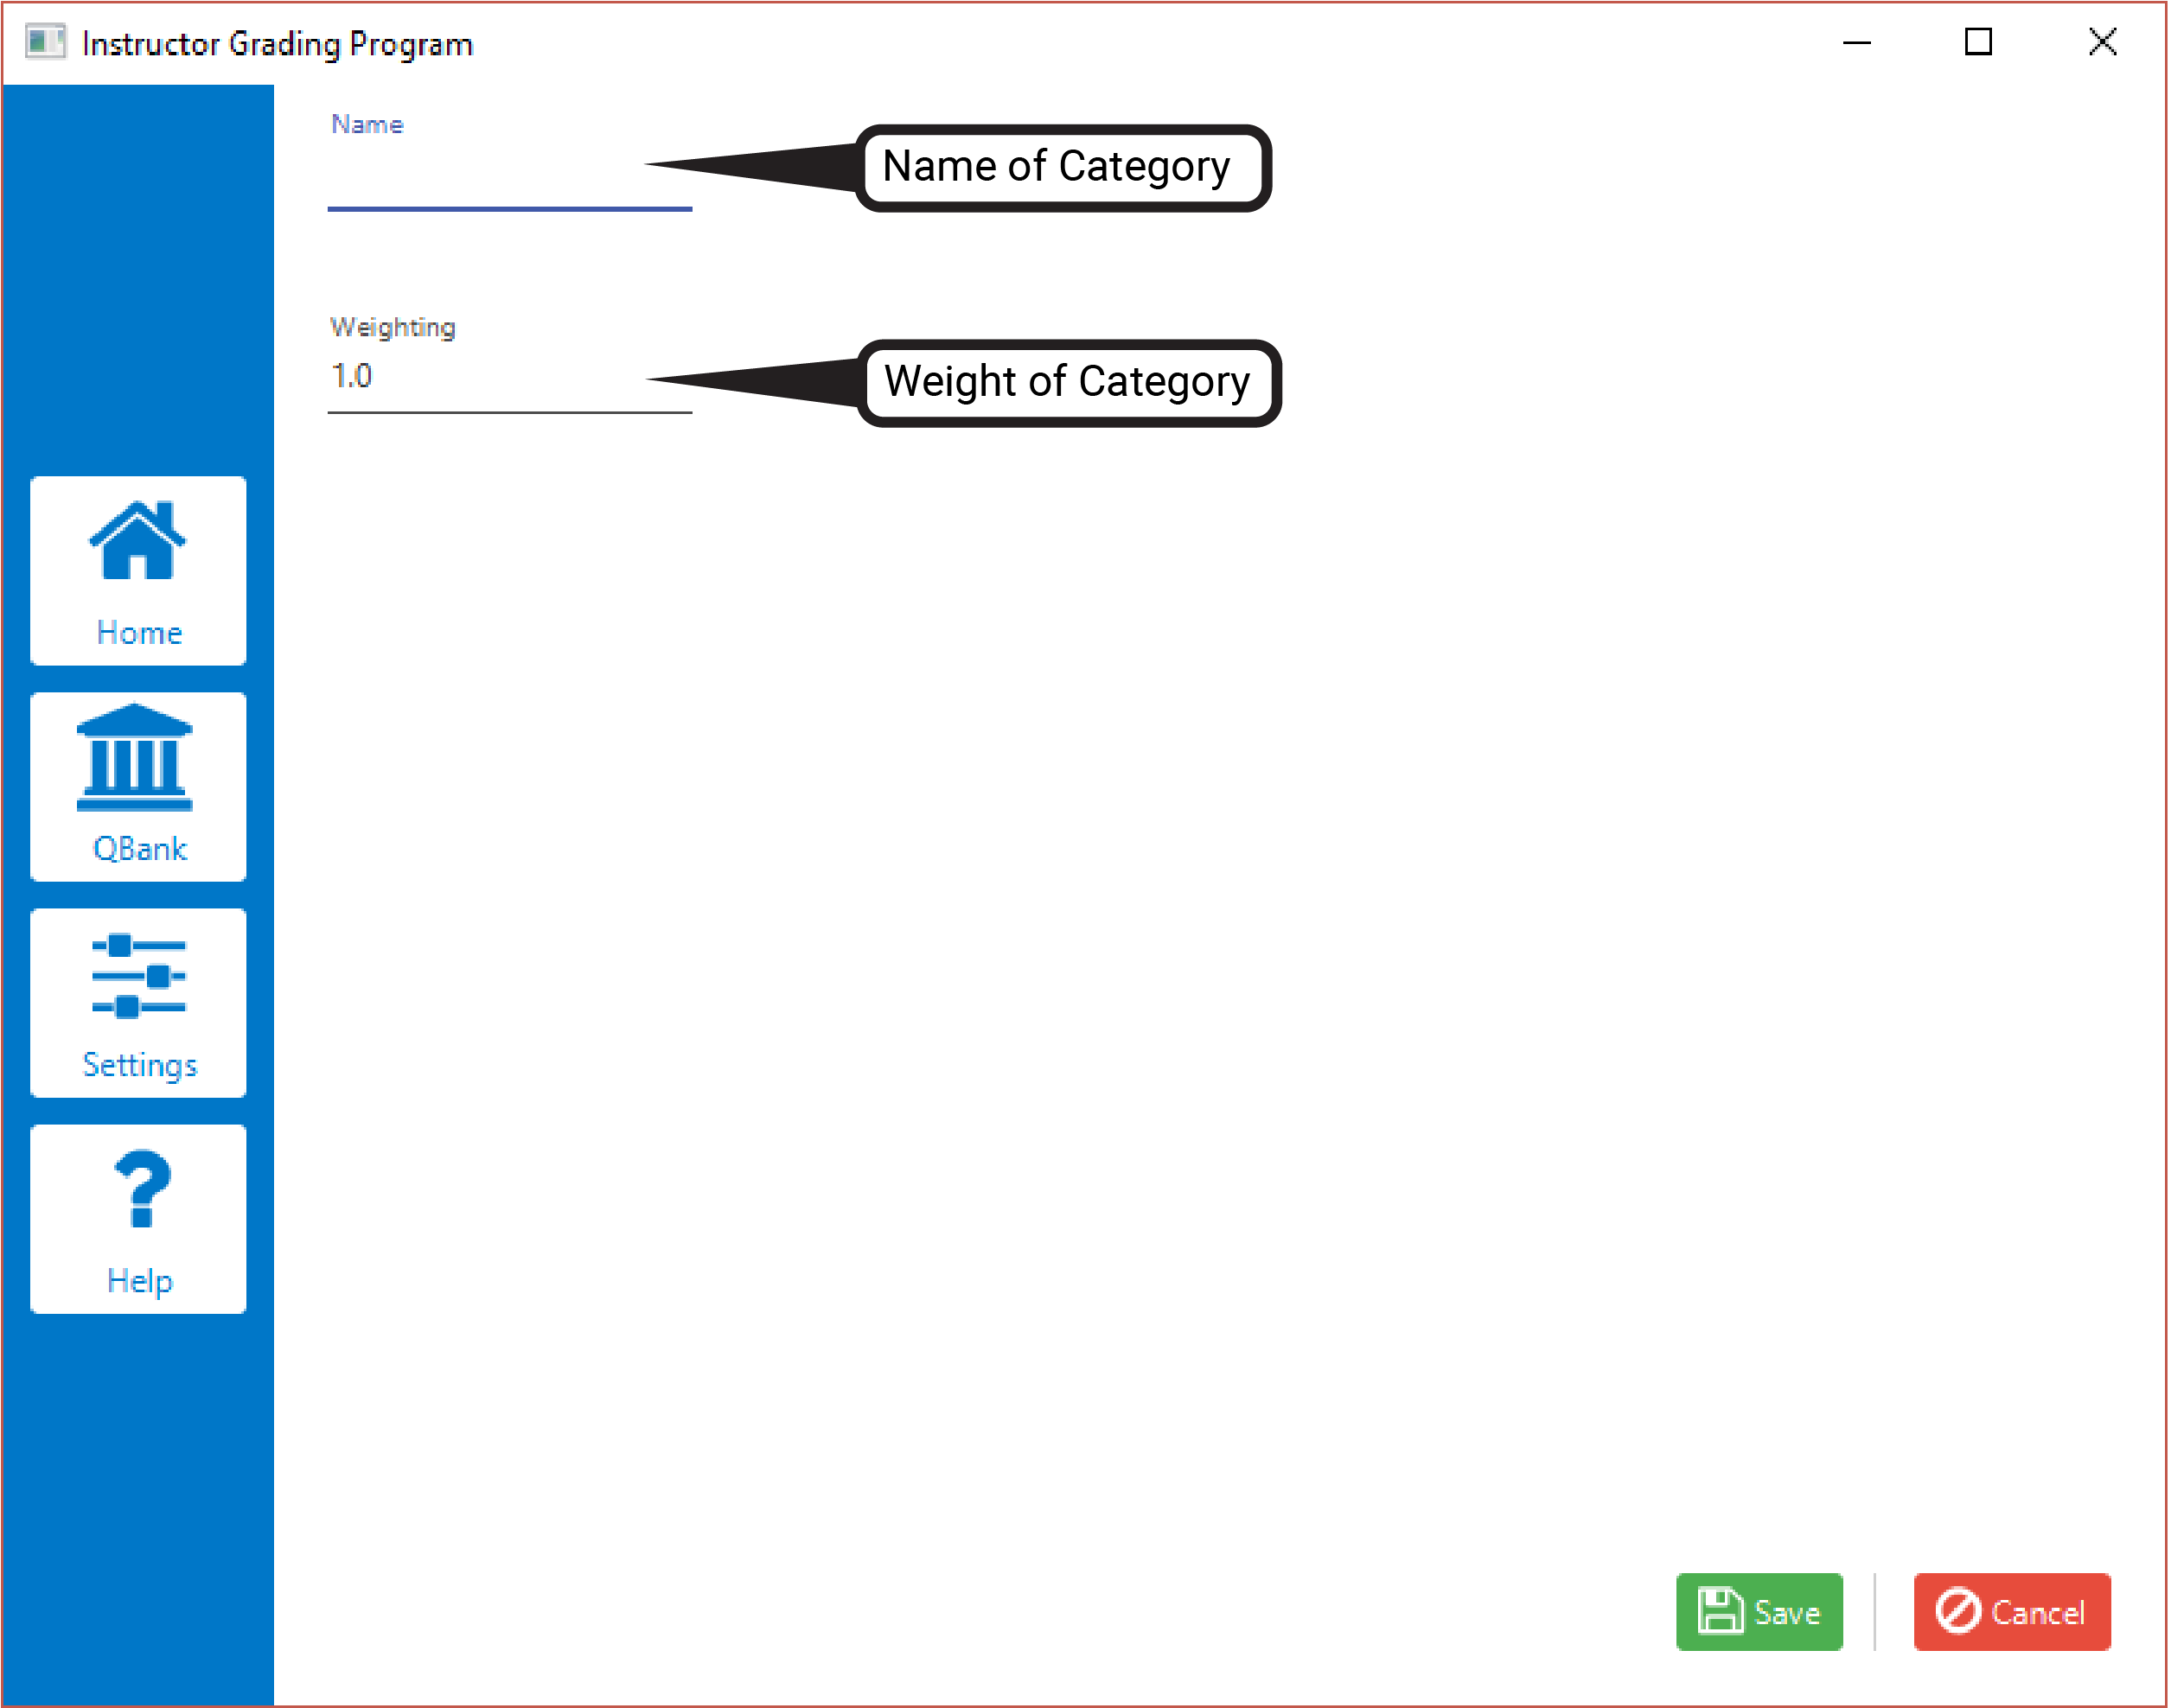 Instructor Grading Program
Name
Name of Category
Weighting
1.0
Weight of Category
Home
QBank
Settings
Help
Save
Cancel